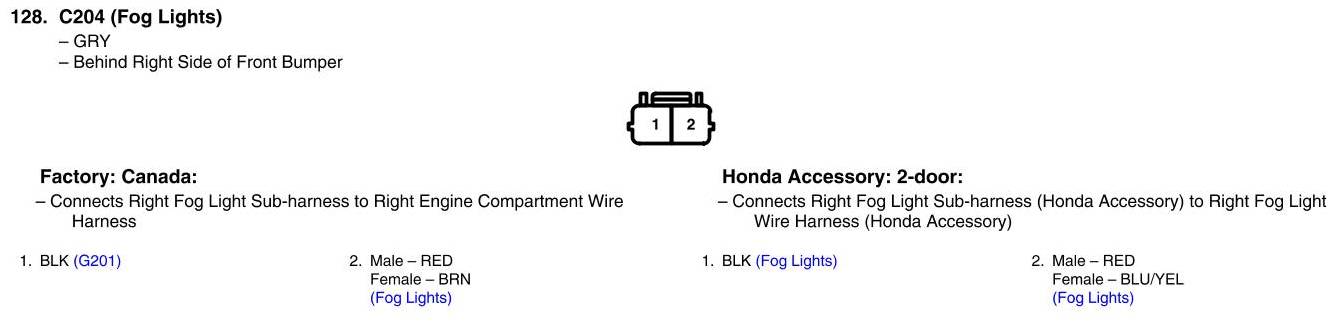 128. C204 (Fog Lights)
– GRY
– Behind Right Side of Front Bumper
1 2
Factory: Canada:
– Connects Right Fog Light Sub-harness to Right Engine Compartment Wire
Harness
1. BLK (G201)
2. Male – RED
Female – BRN
(Fog Lights)
Honda Accessory: 2-door:
– Connects Right Fog Light Sub-harness (Honda Accessory) to Right Fog Light
Wire Harness (Honda Accessory)
1. BLK (Fog Lights)
2. Male – RED
Female – BLU/YEL
(Fog Lights)